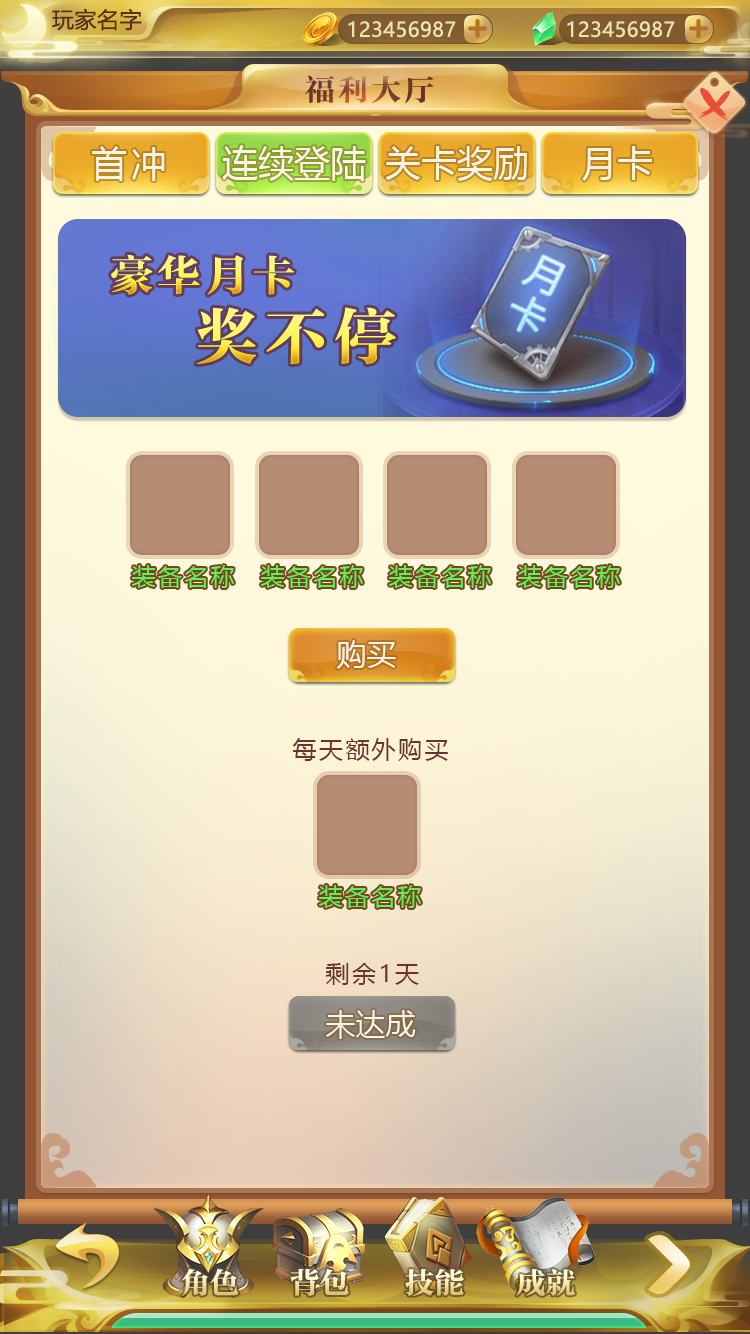 玩家名字
123456987
123456987
福利大厅
首冲
连续登陆
关卡奖励
月卡
豪华月卡
奖不停
月卡
装备名称
装备名称
装备名称
装备名称
购买
每天额外购买
装备名称
剩余1天
未达成
角色
背包
技能
成就